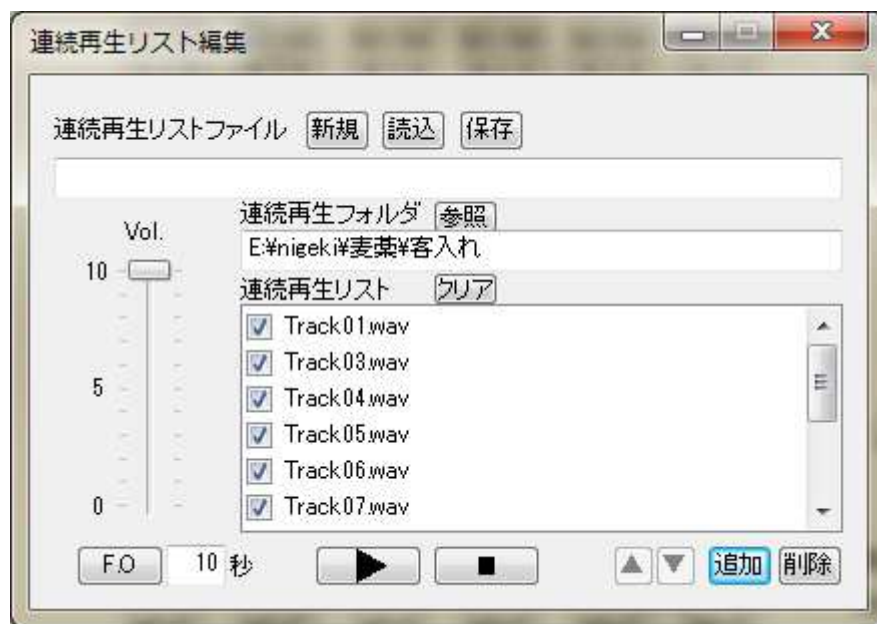 連続再生リスト編集
連続再生リストファイル 新規 読込 保存
連続再生フォルダ 参照
Vol.
E:¥nigeki¥麦藁¥客入れ
10
連続再生リスト クリア
Track01.wav
Track03.wav
5
Track04.wav
Track05.wav
Track06.wav
0
Track07.wav
F.O 10 秒 追加 削除